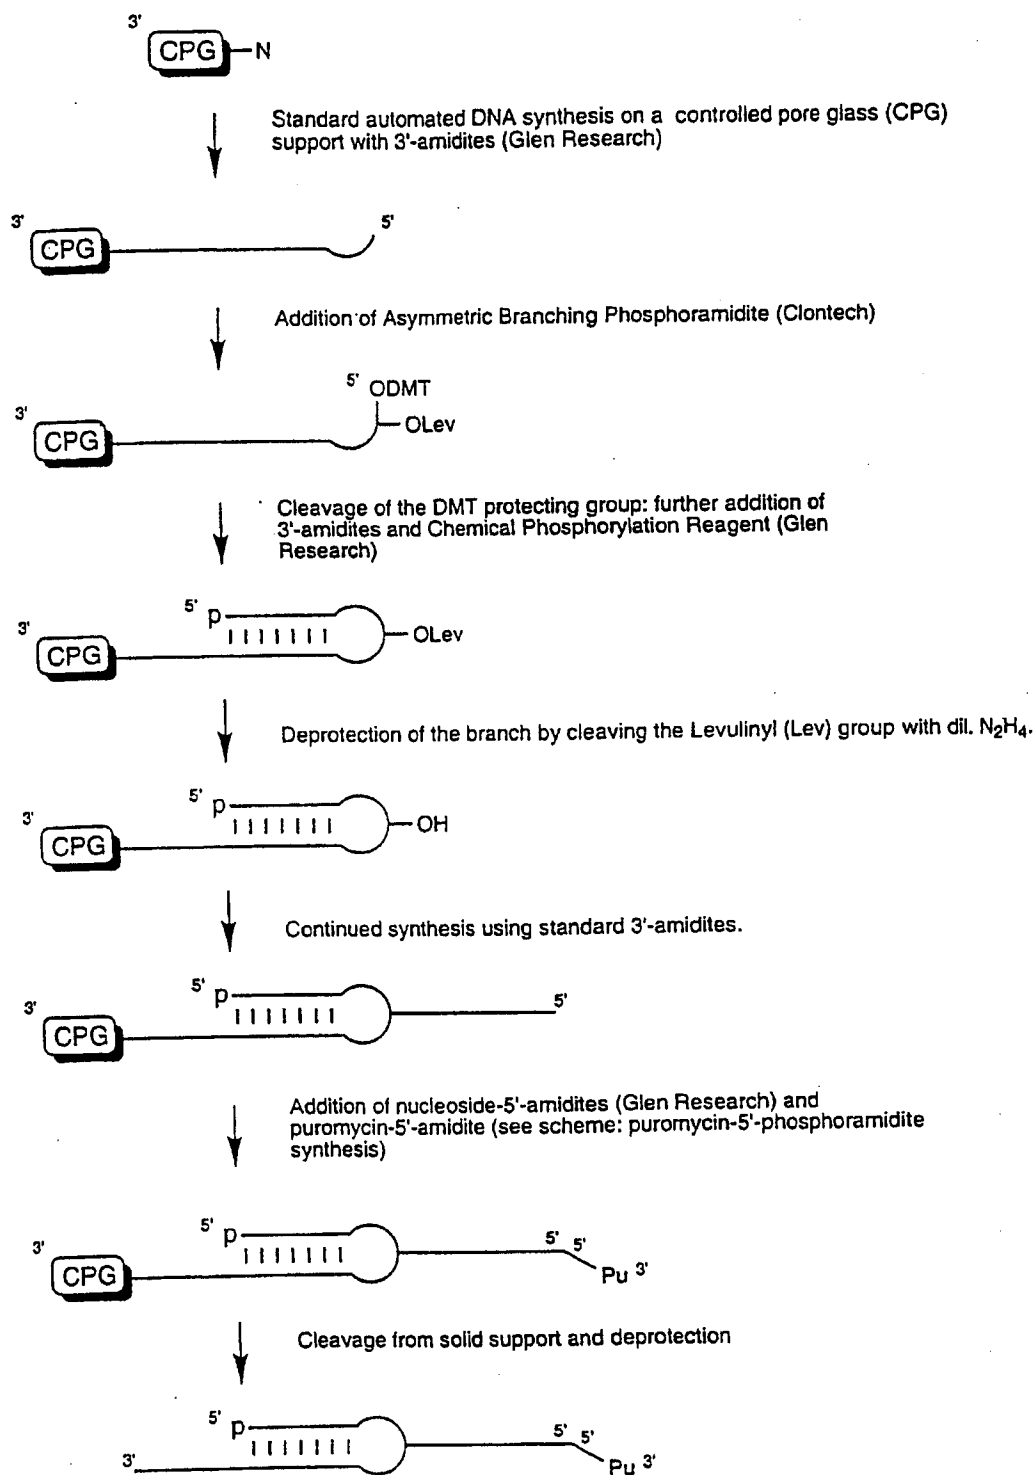 3'
CPG N
Standard automated DNA synthesis on a controlled pore glass (CPG)
support with 3'-amidites (Glen Research)
3' 5'
CPG
Addition of Asymmetric Branching Phosphoramidite (Clontech)
5' ODMT
3' OLev
CPG
Cleavage of the DMT protecting group: further addition of
3'-amidites and Chemical Phosphorylation Reagent (Glen
Research)
5' p
3' OLev
CPG
Deprotection of the branch by cleaving the Levulinyl (Lev) group with dil. N₂H₄.
5' p
3' OH
CPG
Continued synthesis using standard 3'-amidites.
5' p 5'
3'
CPG
Addition of nucleoside-5'-amidites (Glen Research) and
puromycin-5'-amidite (see scheme: puromycin-5'-phosphoramidite
synthesis)
5' p 5' 5'
3' Pu 3'
CPG
Cleavage from solid support and deprotection
5' p 5' 5'
3' Pu 3'